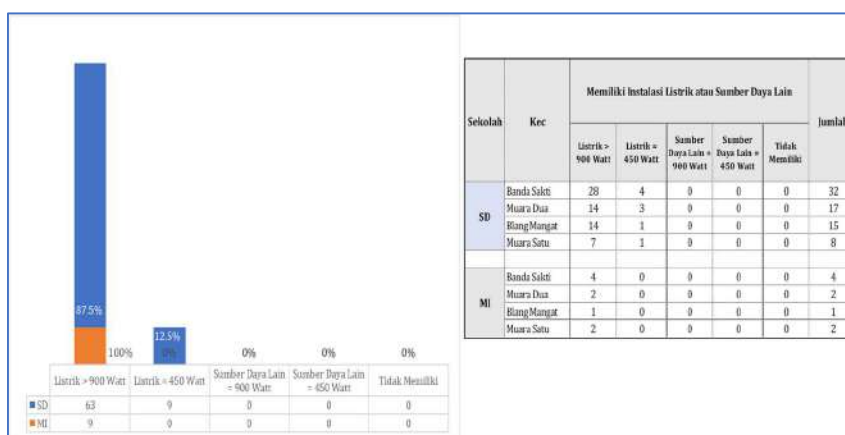 87.5%
12.5%
100% 0% 0% 0% 0%
Listrik > 900 Watt Listrik = 450 Watt Sumber Daya Lain = 900 Watt Sumber Daya Lain = 450 Watt Tidak Memiliki
SD 63 9 0 0 0
MI 9 0 0 0 0
Sekolah Kec Memiliki Instalasi Listrik atau Sumber Daya Lain Jumlah
Listrik > 900 Watt Listrik = 450 Watt Sumber Daya Lain = 900 Watt Sumber Daya Lain = 450 Watt Tidak Memiliki
SD
Banda Sakti 28 4 0 0 0 32
Muara Dua 14 3 0 0 0 17
Blang Mangat 14 1 0 0 0 15
Muara Satu 7 1 0 0 0 8
MI
Banda Sakti 4 0 0 0 0 4
Muara Dua 2 0 0 0 0 2
Blang Mangat 1 0 0 0 0 1
Muara Satu 2 0 0 0 0 2